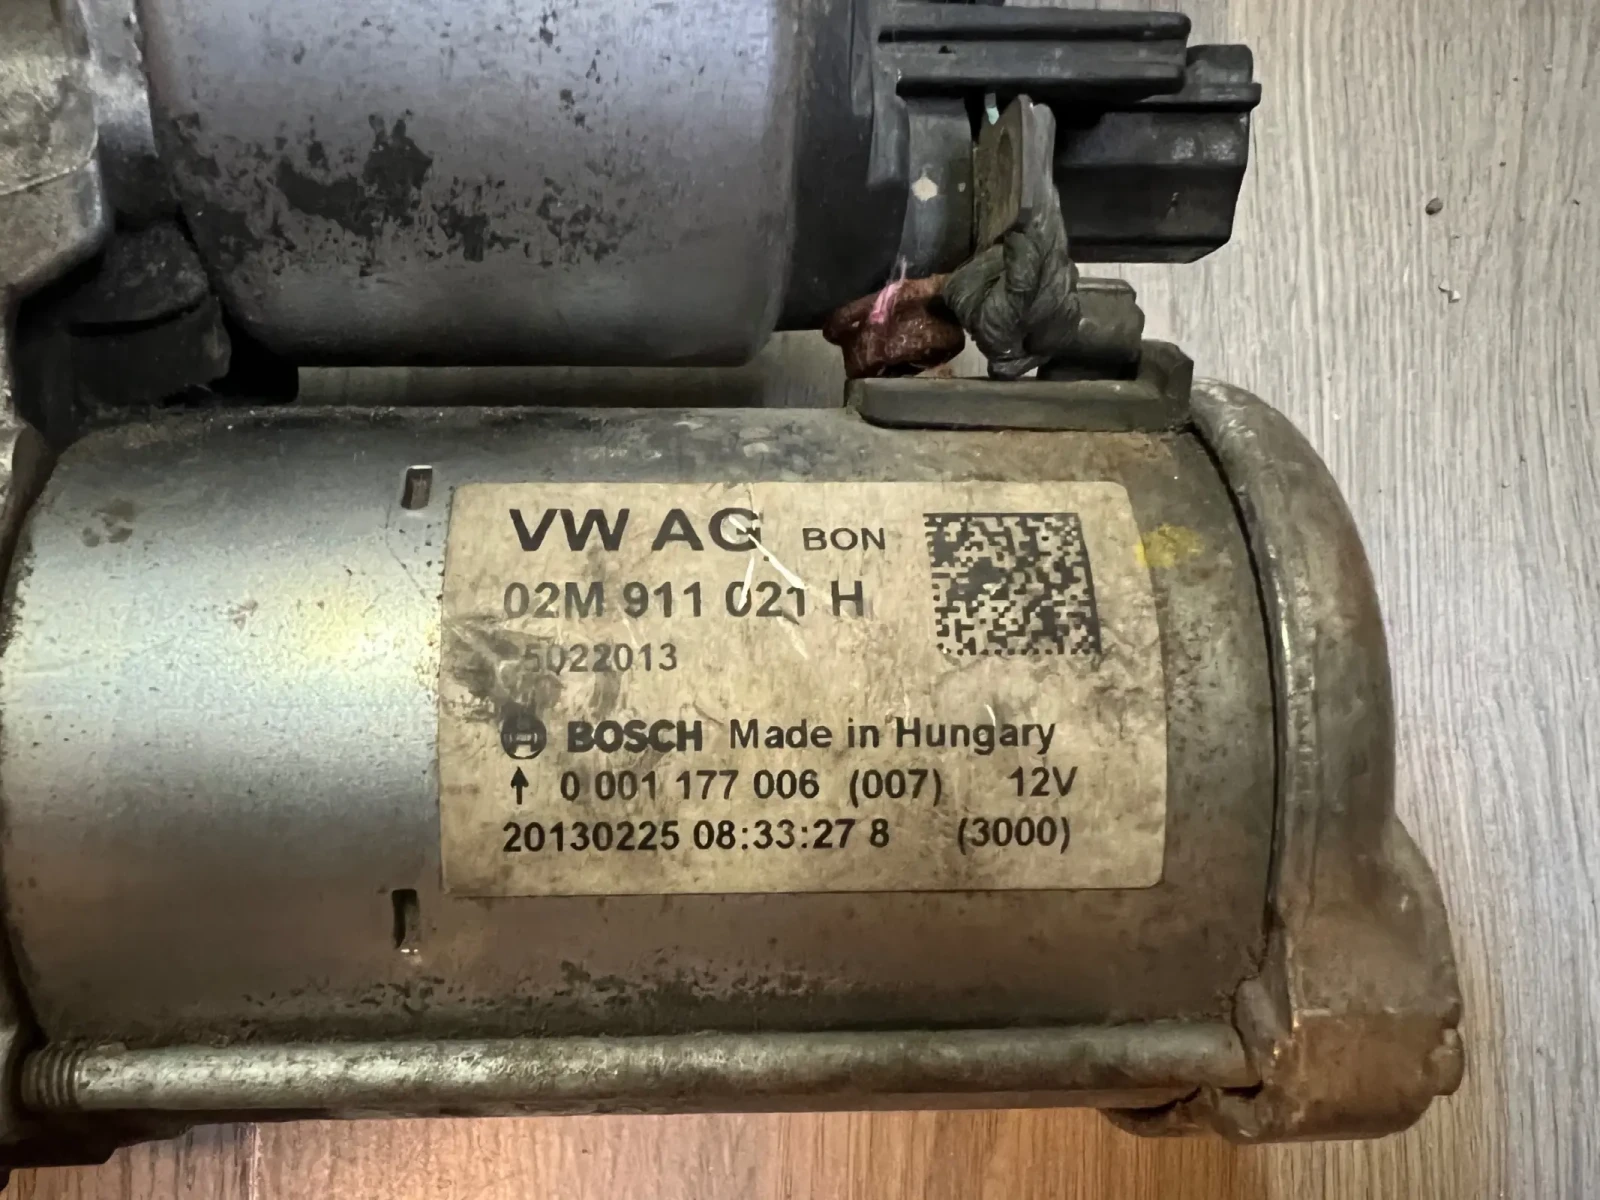 VW AG BON
02M 911 021 H
5022013
BOSCH Made in Hungary
↑ 0 001 177 006 (007) 12V
20130225 08:33:27 8 (3000)